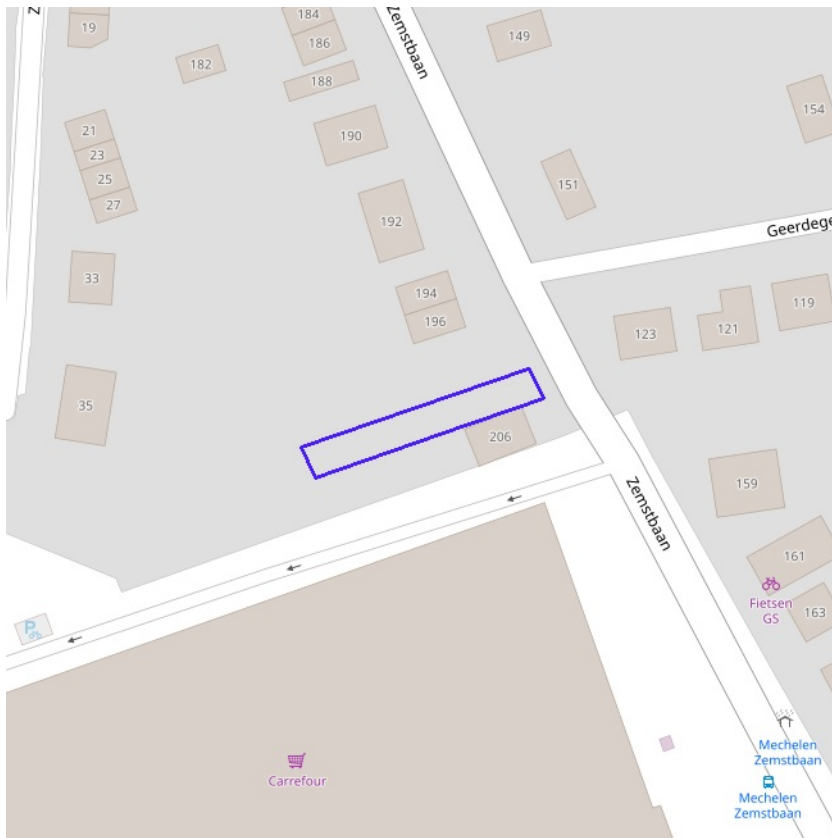 Z
19
184
186
182
188
Zemstbaan
149
154
21
23
25
27
190
151
192
Geerdege
33
194
196
123
121
119
35
206
Zemstbaan
159
161
Fietsen
GS
163
P
Carrefour
Mechelen
Zemstbaan
Mechelen
Zemstbaan